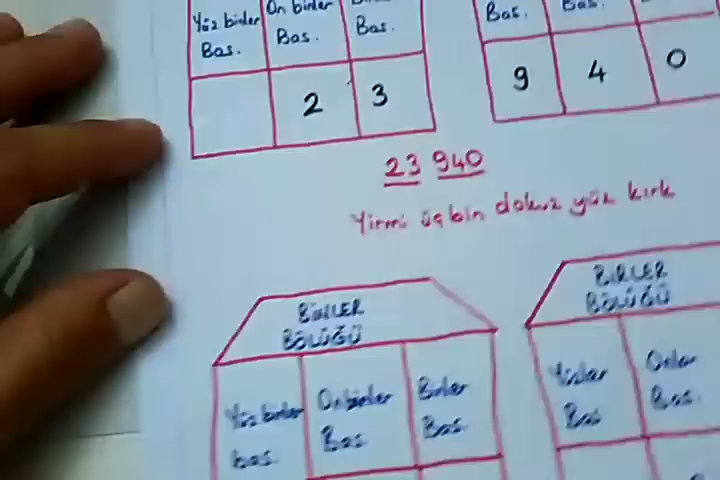 Yüz binler On binler
Bas. Bas. Bas. Bas. Bas.
2 3 9 4 0
23 940
Yirmi üç bin dokuz yüz kırk
BİNLER BİRLER
BÖLÜĞÜ BÖLÜĞÜ
Yüz binler On binler Binler Yüzler Onlar
bas. Bas. Bas. Bas Bas.